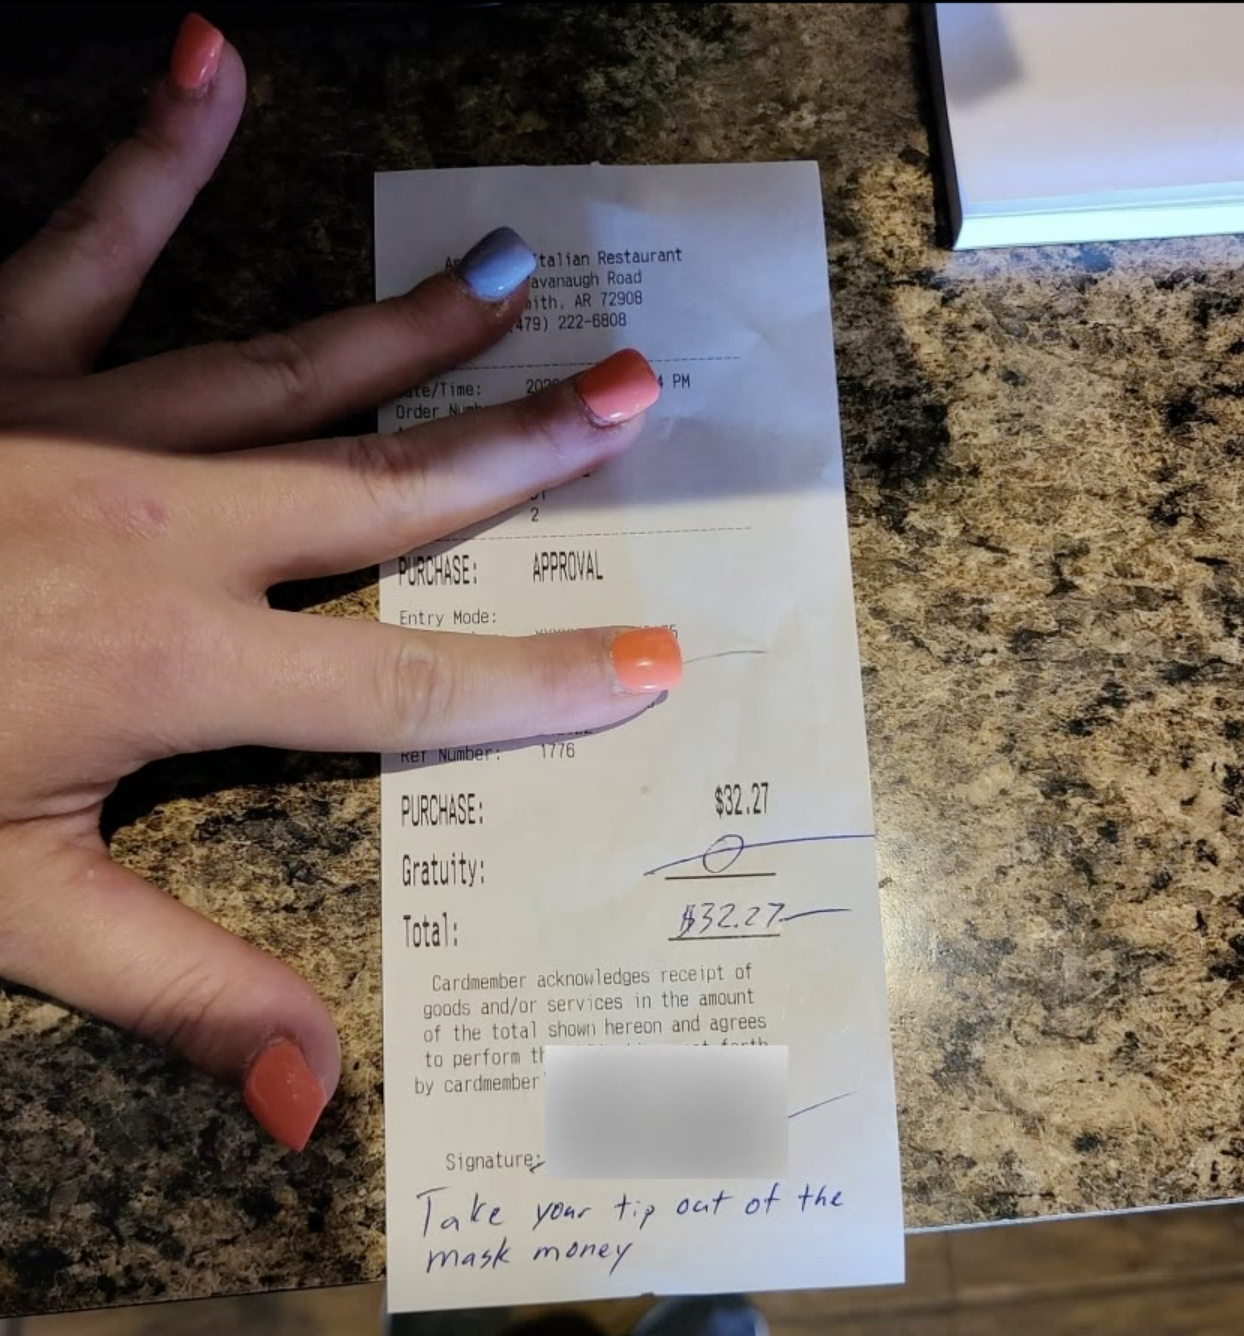 Italian Restaurant
avanaugh Road
ith, AR 72908
479) 222-6808
ate/Time: 202 4 PM
Order Numb
2
PURCHASE: APPROVAL
Entry Mode:
Ref Number: 1776
PURCHASE: $32.27
Gratuity: 0
Total: $32.27
Cardmember acknowledges receipt of
goods and/or services in the amount
of the total shown hereon and agrees
to perform th
by cardmember'
Signature:
Take your tip out of the
mask money